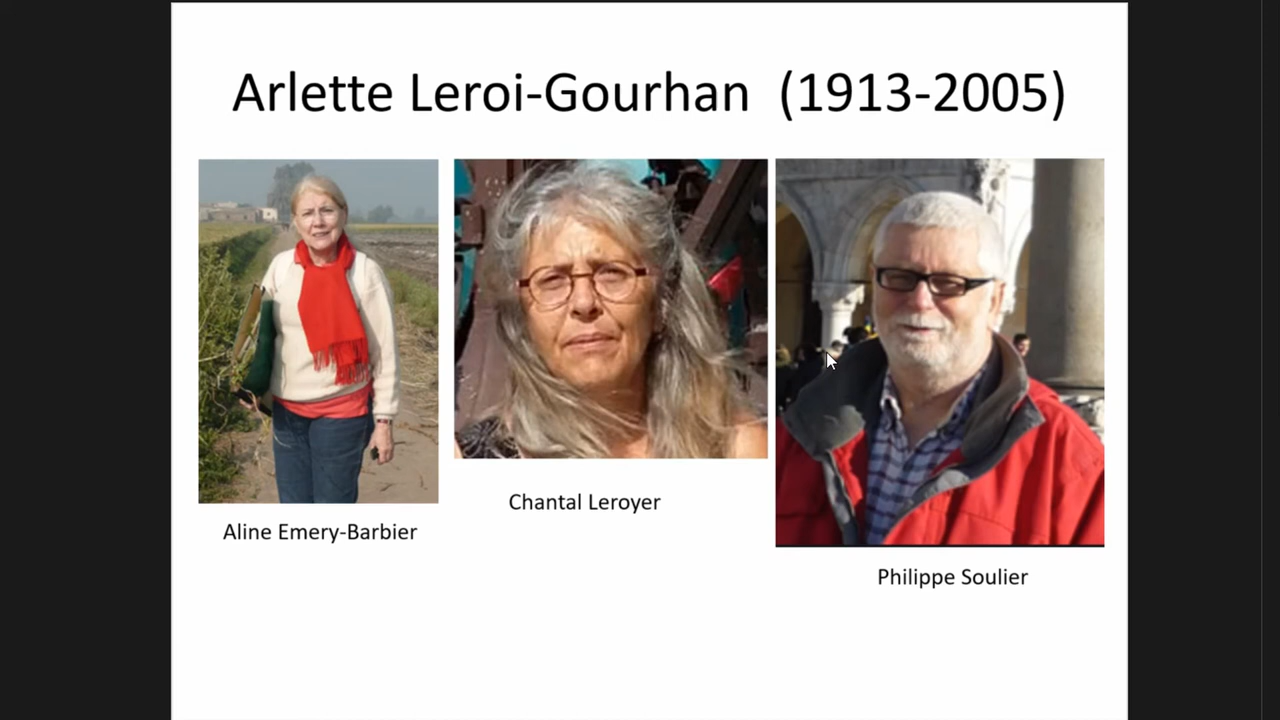 Arlette Leroi-Gourhan (1913-2005)
Aline Emery-Barbier
Chantal Leroyer
Philippe Soulier